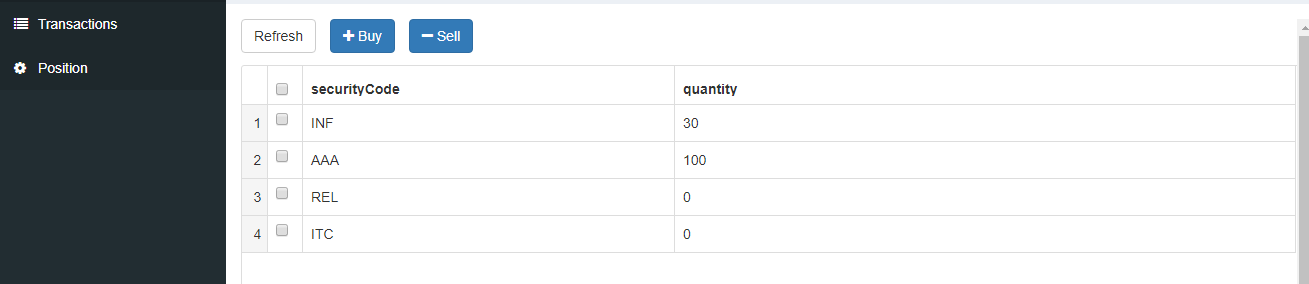 Transactions
Position
Refresh Buy Sell
securityCode quantity
1 INF 30
2 AAA 100
3 REL 0
4 ITC 0